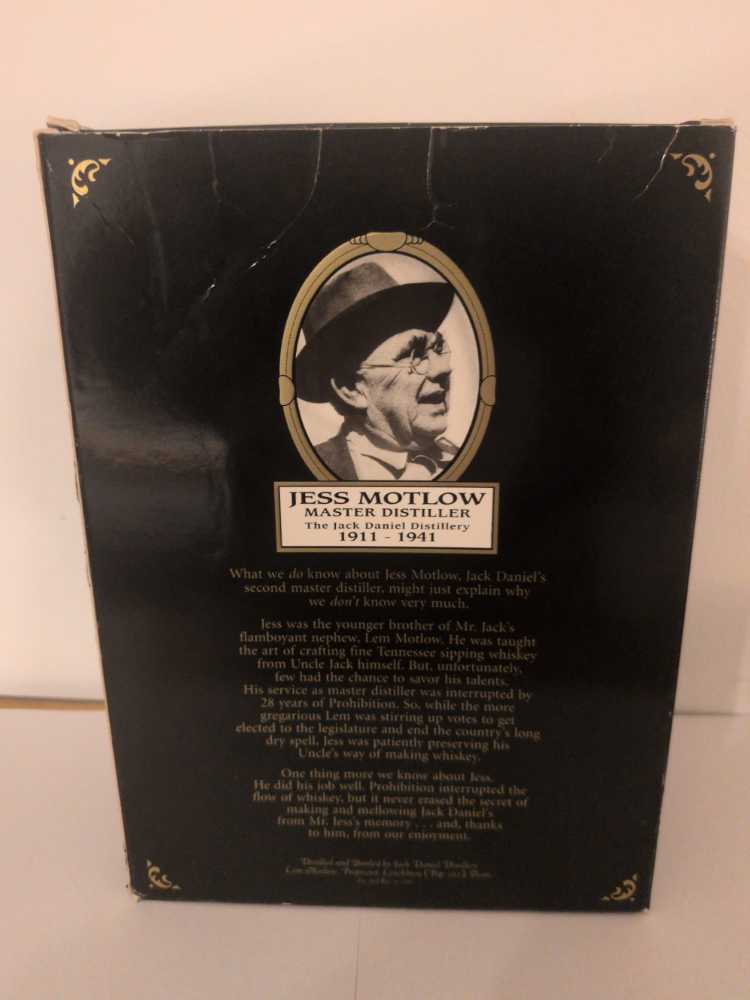 JESS MOTLOW
MASTER DISTILLER
The Jack Daniel Distillery
1911 - 1941
What we do know about Jess Motlow, Jack Daniel's
second master distiller, might just explain why
we don't know very much.
Jess was the younger brother of Mr. Jack's
flamboyant nephew, Lem Motlow. He was taught
the art of crafting fine Tennessee sipping whiskey
from Uncle Jack himself. But, unfortunately,
few had the chance to savor his talents.
His service as master distiller was interrupted by
28 years of Prohibition. So, while the more
gregarious Lem was stirring up votes to get
elected to the legislature and end the country's long
dry spell, Jess was patiently preserving his
Uncle's way of making whiskey.
One thing more we know about Jess.
He did his job well. Prohibition interrupted the
flow of whiskey, but it never erased the secret of
making and mellowing Jack Daniel's
from Mr. Jess's memory . . . and, thanks
to him, from our enjoyment.
Distilled and Bottled by Jack Daniel Distillery
Lem Motlow, Proprietor, Lynchburg